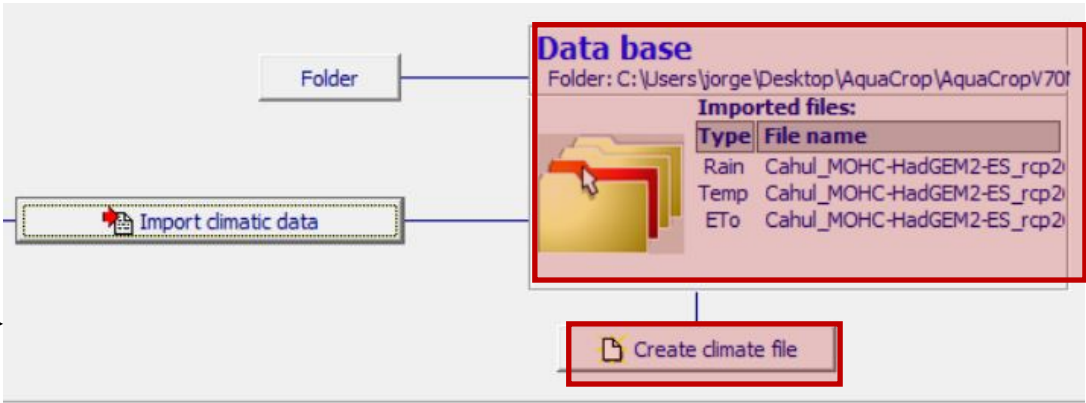 Data base
Folder
Folder: C:\Users\jorge\Desktop\AquaCrop\AquaCropV70
Imported files:
Type File name
Rain Cahul_MOHC-HadGEM2-ES_rcp2
Temp Cahul_MOHC-HadGEM2-ES_rcp2
ETo Cahul_MOHC-HadGEM2-ES_rcp2
Import climatic data
Create climate file